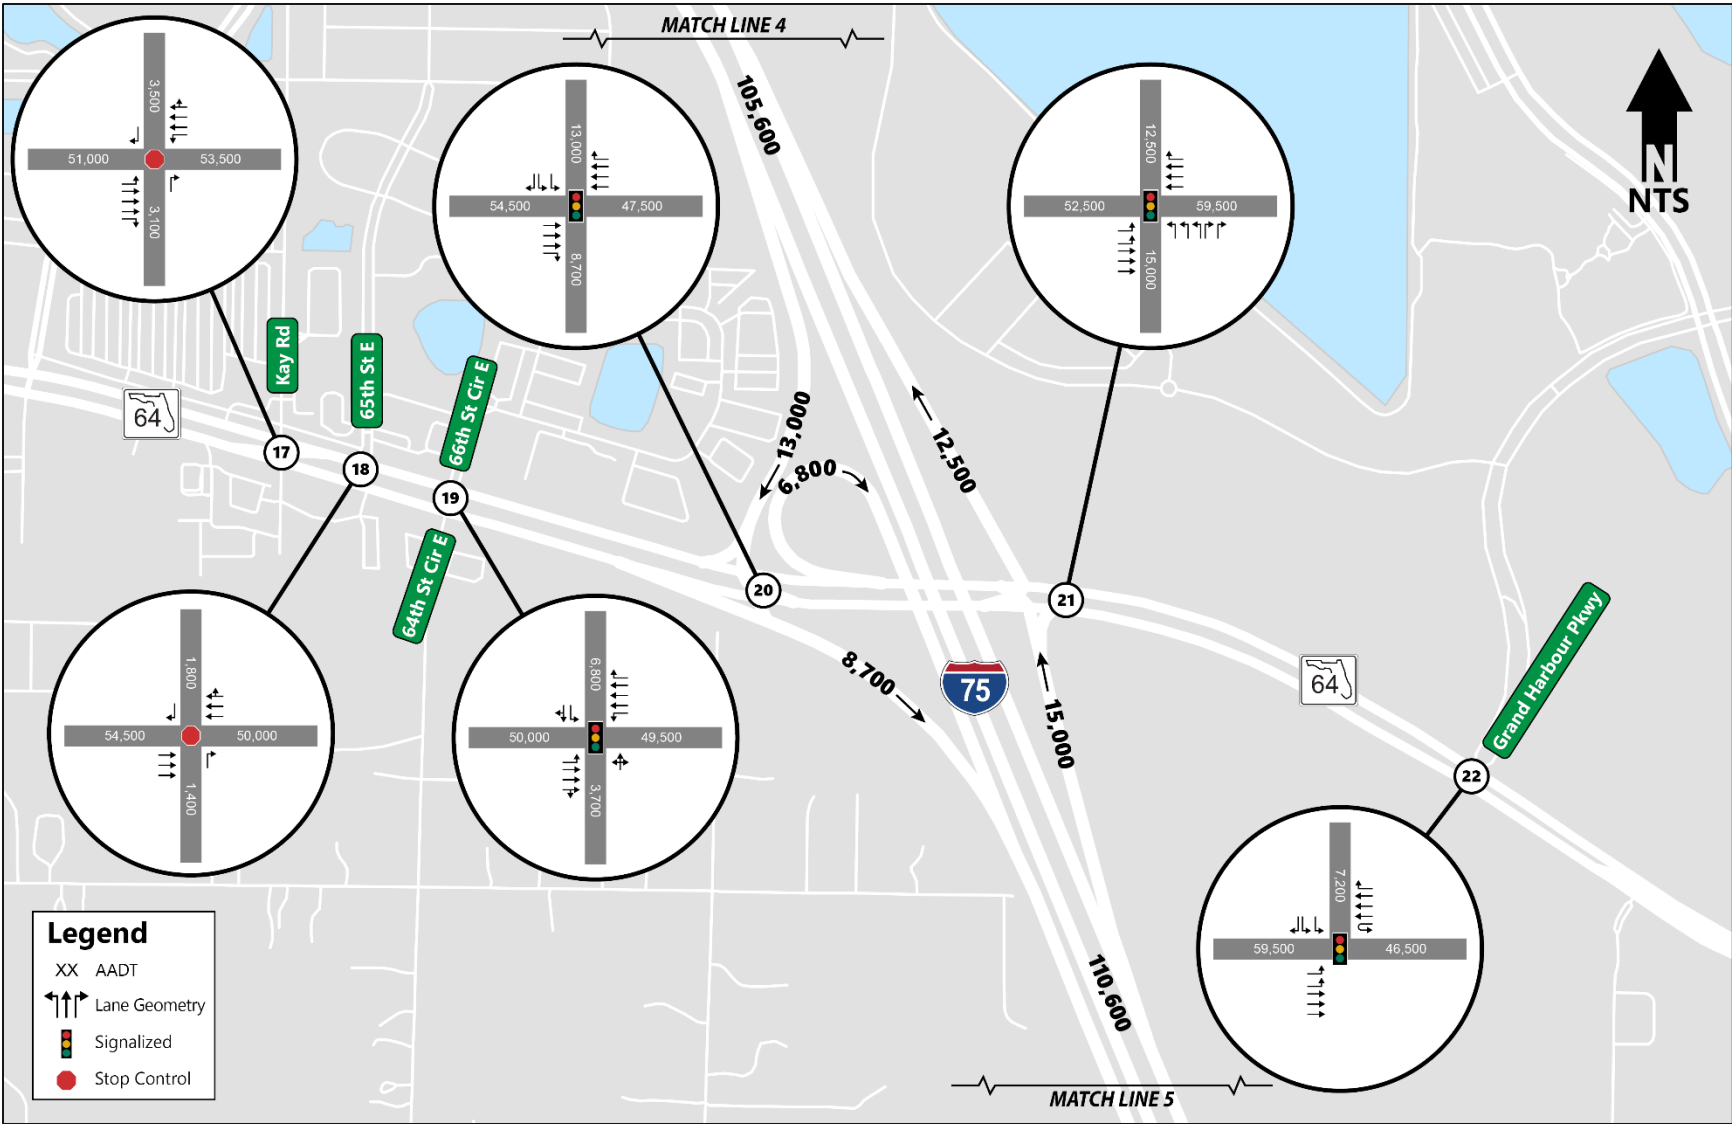 MATCH LINE 4
3,500
51,000
53,500
3,100
13,000
54,500
47,500
8,700
105,600
12,500
52,500
59,500
15,000
N
NTS
Kay Rd
65th St E
66th St Cir E
64
17
18
19
64th St Cir E
13,000
6,800
12,500
20
21
8,700
75
15,000
64
Grand Harbour Pkwy
22
1,800
54,500
50,000
1,400
6,800
50,000
49,500
3,700
7,200
59,500
46,500
110,600
Legend
XX AADT
Lane Geometry
Signalized
Stop Control
MATCH LINE 5